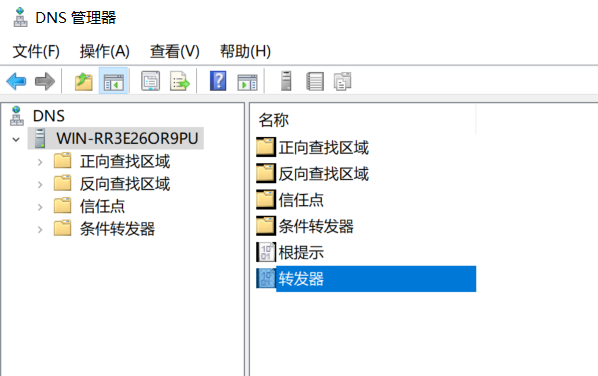 DNS 管理器
文件(F) 操作(A) 查看(V) 帮助(H)
DNS
WIN-RR3E26OR9PU
正向查找区域
反向查找区域
信任点
条件转发器
名称
正向查找区域
反向查找区域
信任点
条件转发器
根提示
转发器